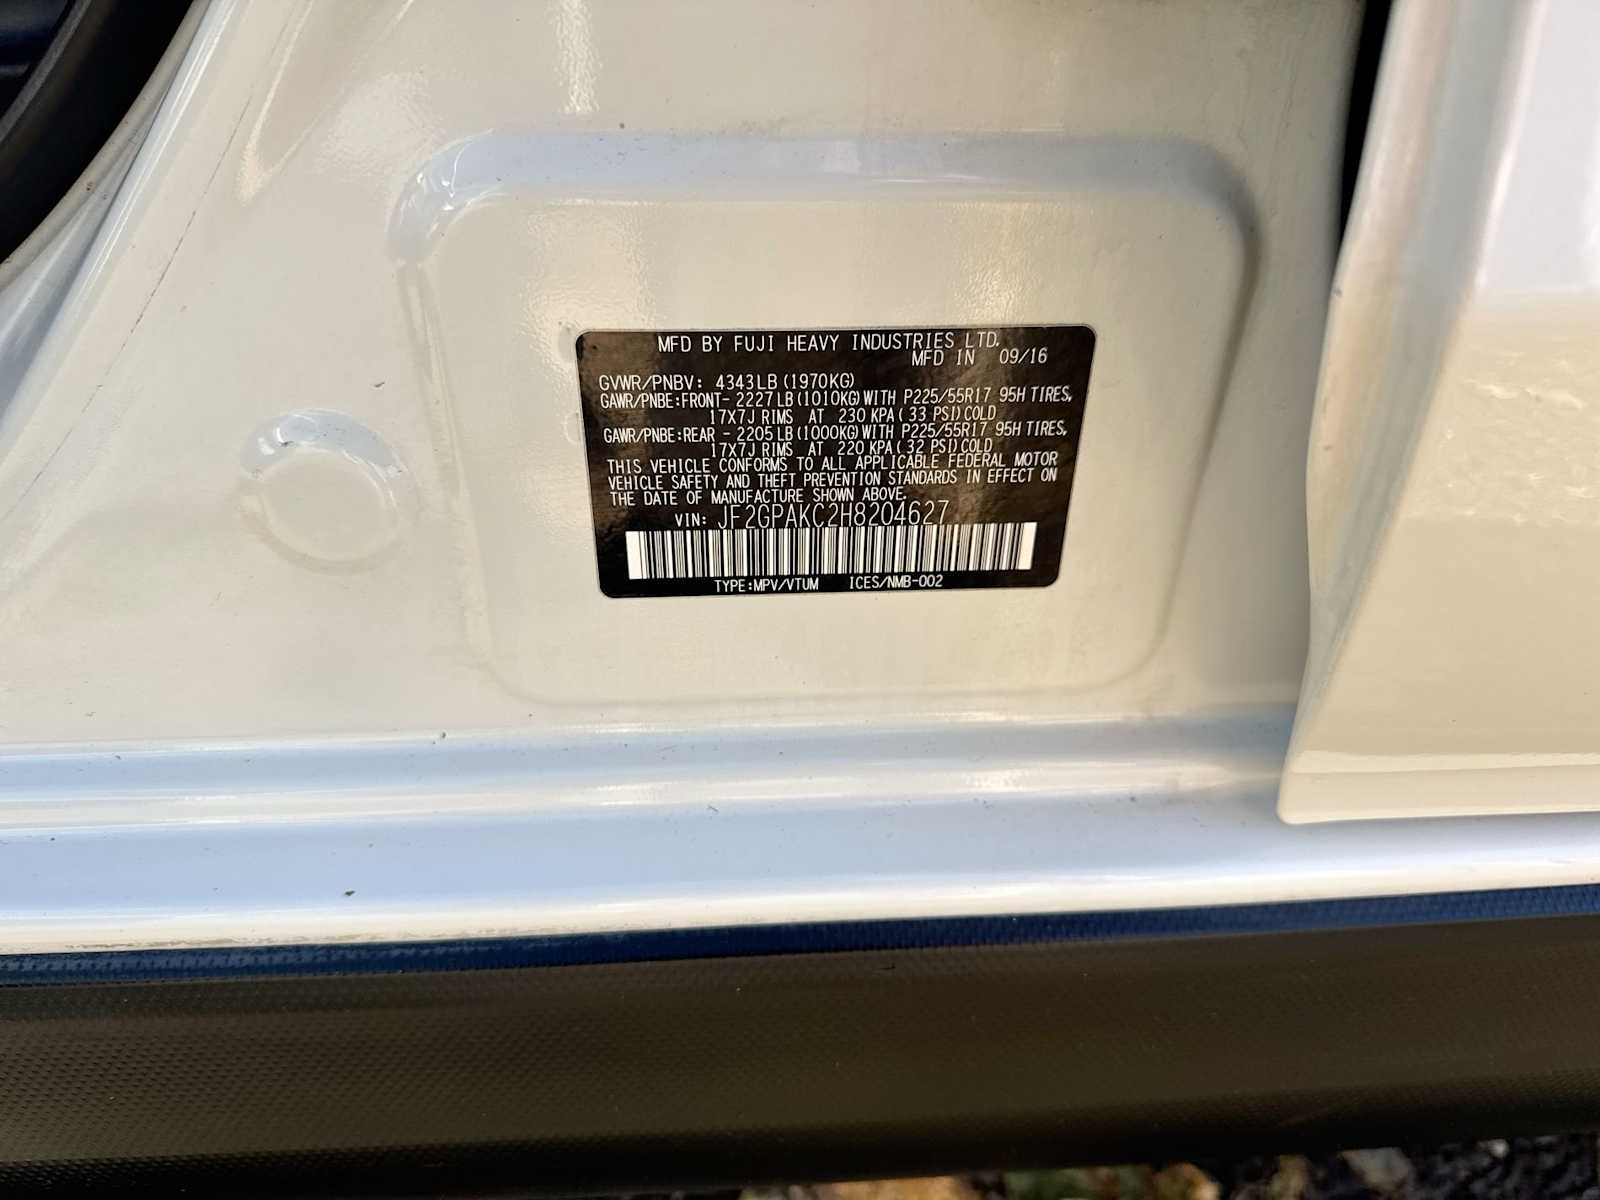 MFD BY FUJI HEAVY INDUSTRIES LTD.
MFD IN 09/16
GVWR/PNBV: 4343LB (1970KG)
GAWR/PNBE:FRONT- 2227LB (1010KG) WITH P225/55R17 95H TIRES,
17X7J RIMS AT 230 KPA ( 33 PSI) COLD
GAWR/PNBE:REAR - 2205LB (1000KG) WITH P225/55R17 95H TIRES,
17X7J RIMS AT 220 KPA ( 32 PSI) COLD
THIS VEHICLE CONFORMS TO ALL APPLICABLE FEDERAL MOTOR
VEHICLE SAFETY AND THEFT PREVENTION STANDARDS IN EFFECT ON
THE DATE OF MANUFACTURE SHOWN ABOVE.
VIN: JF2GPAKC2H8204627
TYPE:MPV/VTUM ICES/NMB-002